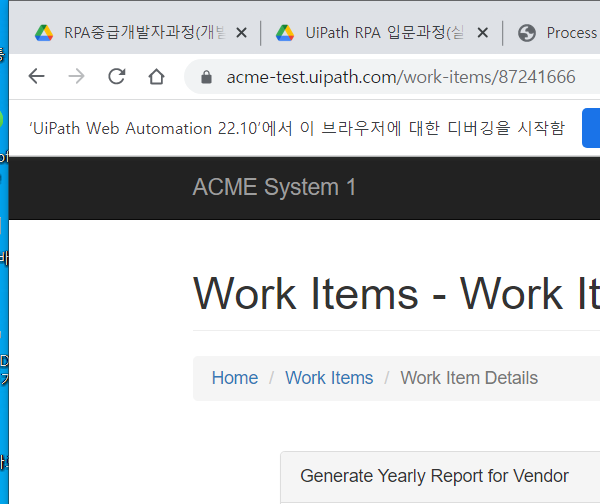 RPA중급개발자과정(개발 UiPath RPA 입문과정(실 Process
acme-test.uipath.com/work-items/87241666
'UiPath Web Automation 22.10'에서 이 브라우저에 대한 디버깅을 시작함
ACME System 1
Work Items - Work It
Home / Work Items / Work Item Details
Generate Yearly Report for Vendor